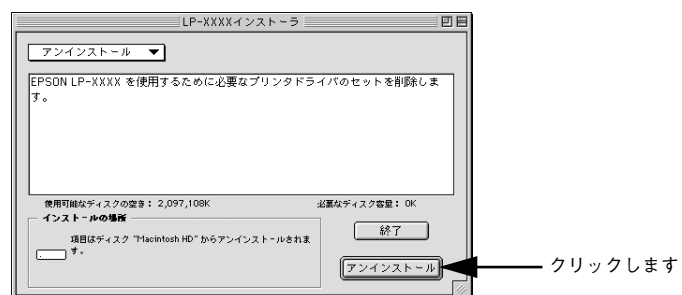 LP-XXXXインストーラ
アンインストール
EPSON LP-XXXX を使用するために必要なプリンタドライバのセットを削除しま
す。
使用可能なディスクの空き： 2,097,108K
必要なディスク容量： 0K
インストールの場所
項目はディスク "Macintosh HD" からアンインストールされま
す。
終了
アンインストール
クリックします